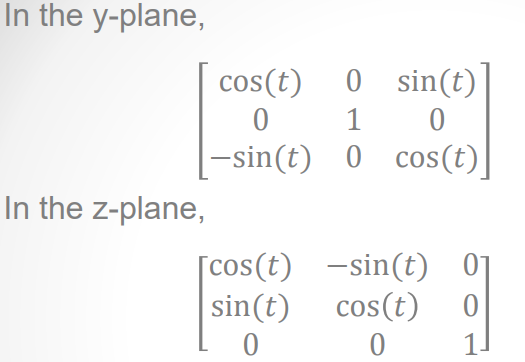 In the y-plane,
cos(t) 0 sin(t)
0 1 0
−sin(t) 0 cos(t)
In the z-plane,
cos(t) −sin(t) 0
sin(t) cos(t) 0
0 0 1